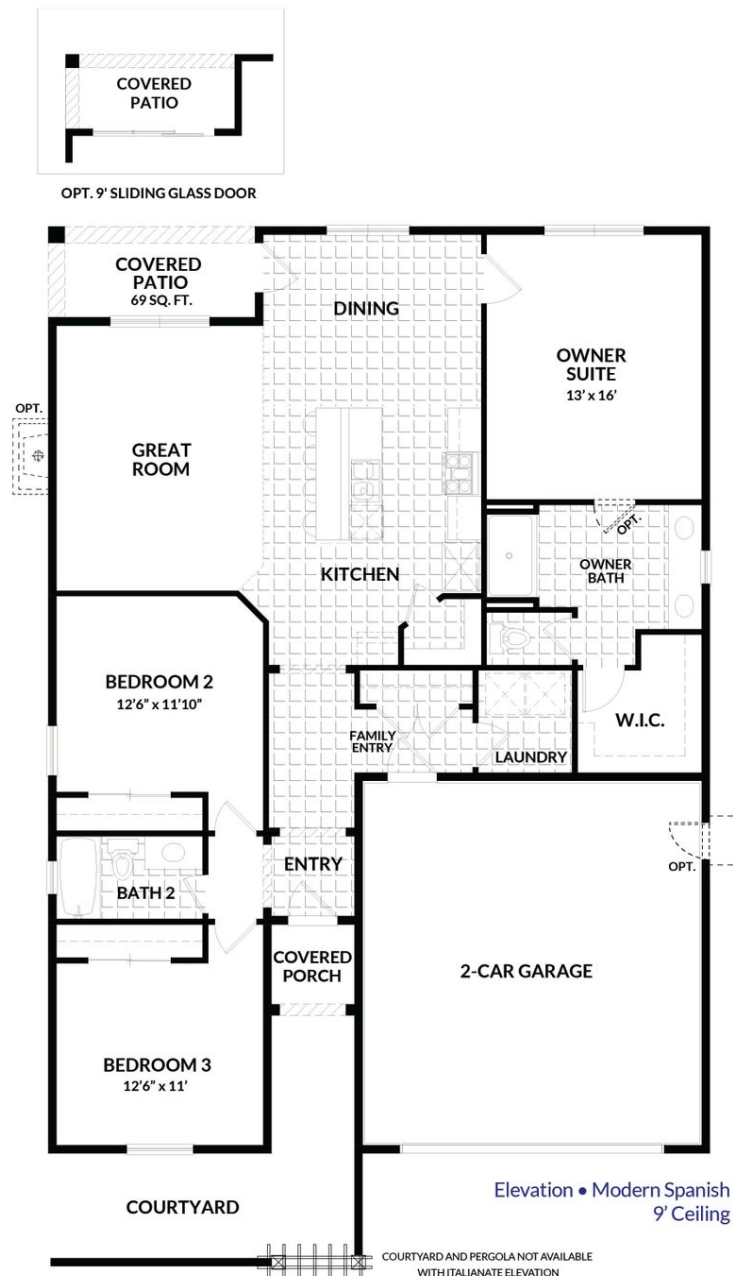 COVERED
PATIO
OPT. 9' SLIDING GLASS DOOR
COVERED
PATIO
69 SQ. FT.
DINING
OWNER
SUITE
13’ x 16’
OPT.
GREAT
ROOM
OPT.
OWNER
BATH
KITCHEN
BEDROOM 2
12’6” x 11’10”
W.I.C.
FAMILY
ENTRY
LAUNDRY
ENTRY
OPT.
BATH 2
COVERED
PORCH
2-CAR GARAGE
BEDROOM 3
12’6” x 11’
Elevation • Modern Spanish
9’ Ceiling
COURTYARD
COURTYARD AND PERGOLA NOT AVAILABLE
WITH ITALIANATE ELEVATION